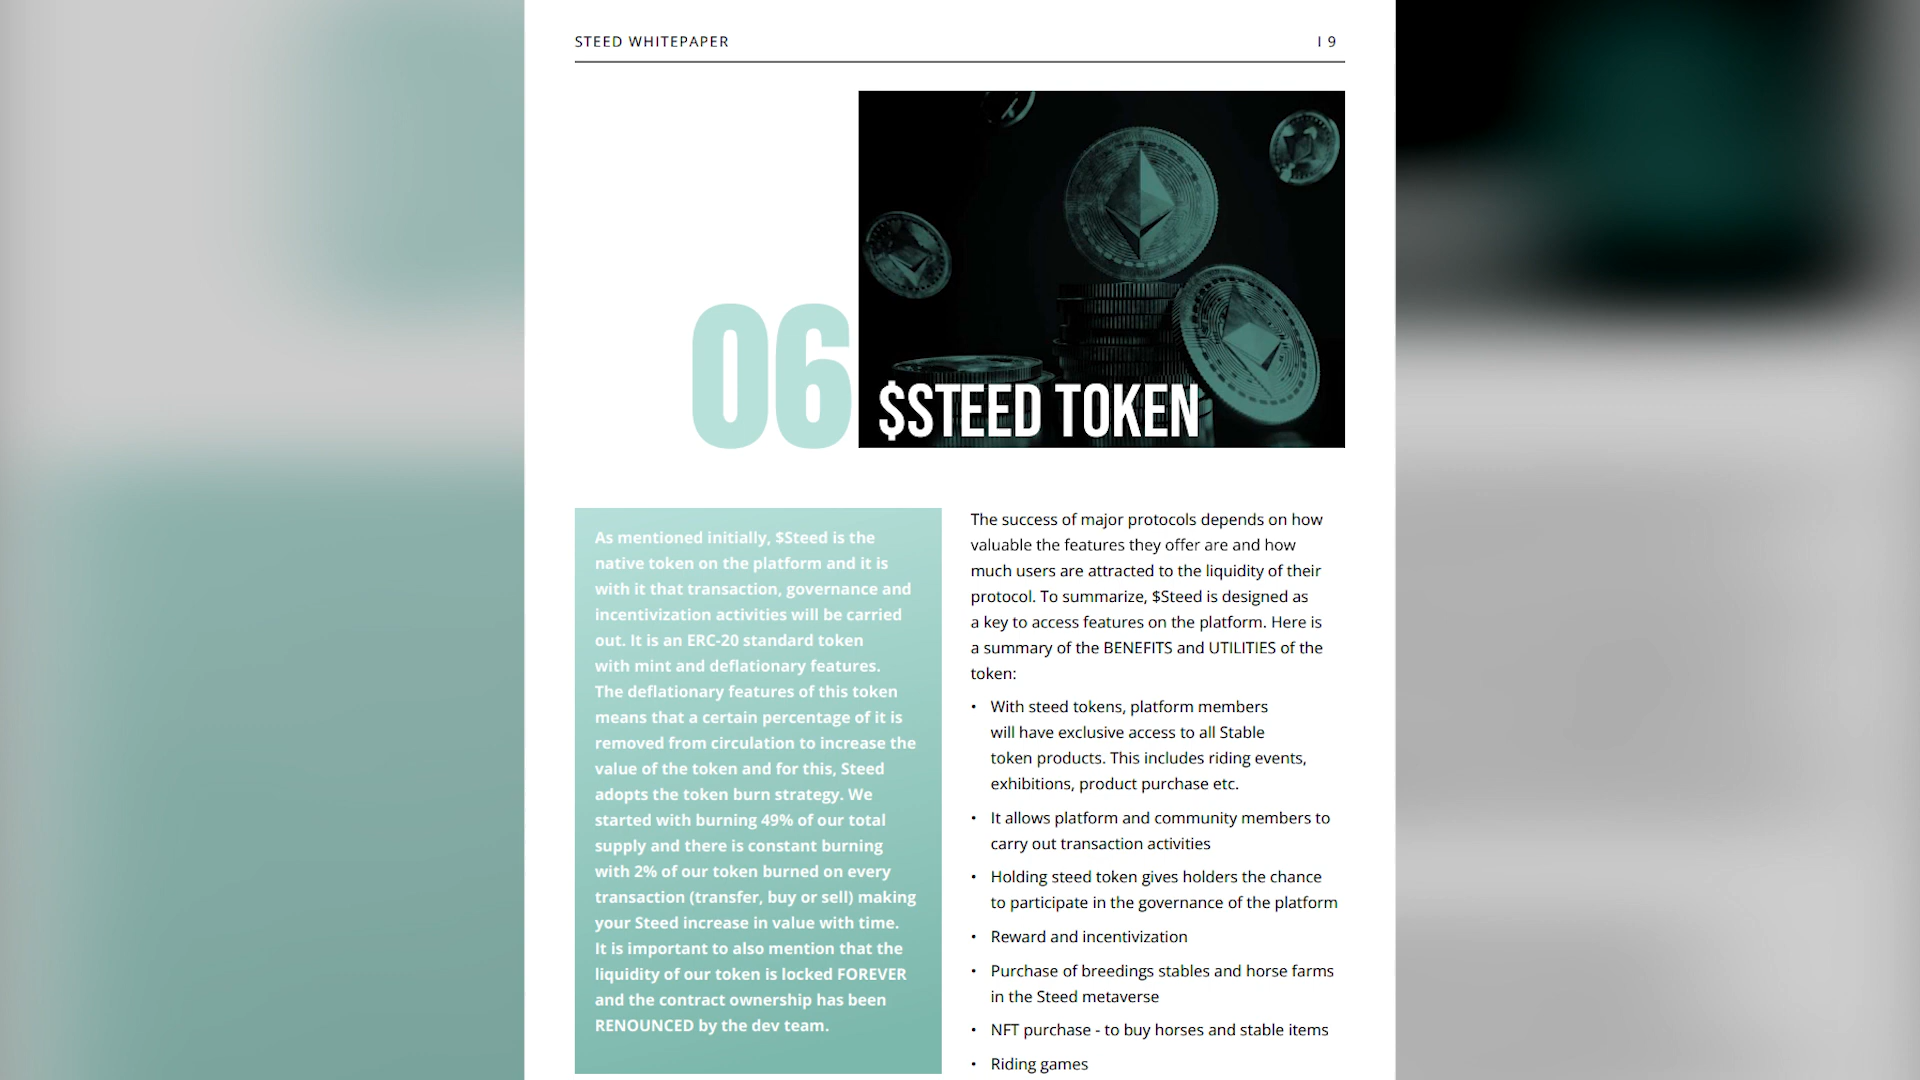 STEED WHITEPAPER
I 9
06
$STEED TOKEN
As mentioned initially, $Steed is the
native token on the platform and it is
with it that transaction, governance and
incentivization activities will be carried
out. It is an ERC-20 standard token
with mint and deflationary features.
The deflationary features of this token
means that a certain percentage of it is
removed from circulation to increase the
value of the token and for this, Steed
adopts the token burn strategy. We
started with burning 49% of our total
supply and there is constant burning
with 2% of our token burned on every
transaction (transfer, buy or sell) making
your Steed increase in value with time.
It is important to also mention that the
liquidity of our token is locked FOREVER
and the contract ownership has been
RENOUNCED by the dev team.
The success of major protocols depends on how
valuable the features they offer are and how
much users are attracted to the liquidity of their
protocol. To summarize, $Steed is designed as
a key to access features on the platform. Here is
a summary of the BENEFITS and UTILITIES of the
token:
• With steed tokens, platform members
will have exclusive access to all Stable
token products. This includes riding events,
exhibitions, product purchase etc.
• It allows platform and community members to
carry out transaction activities
• Holding steed token gives holders the chance
to participate in the governance of the platform
• Reward and incentivization
• Purchase of breedings stables and horse farms
in the Steed metaverse
• NFT purchase - to buy horses and stable items
• Riding games